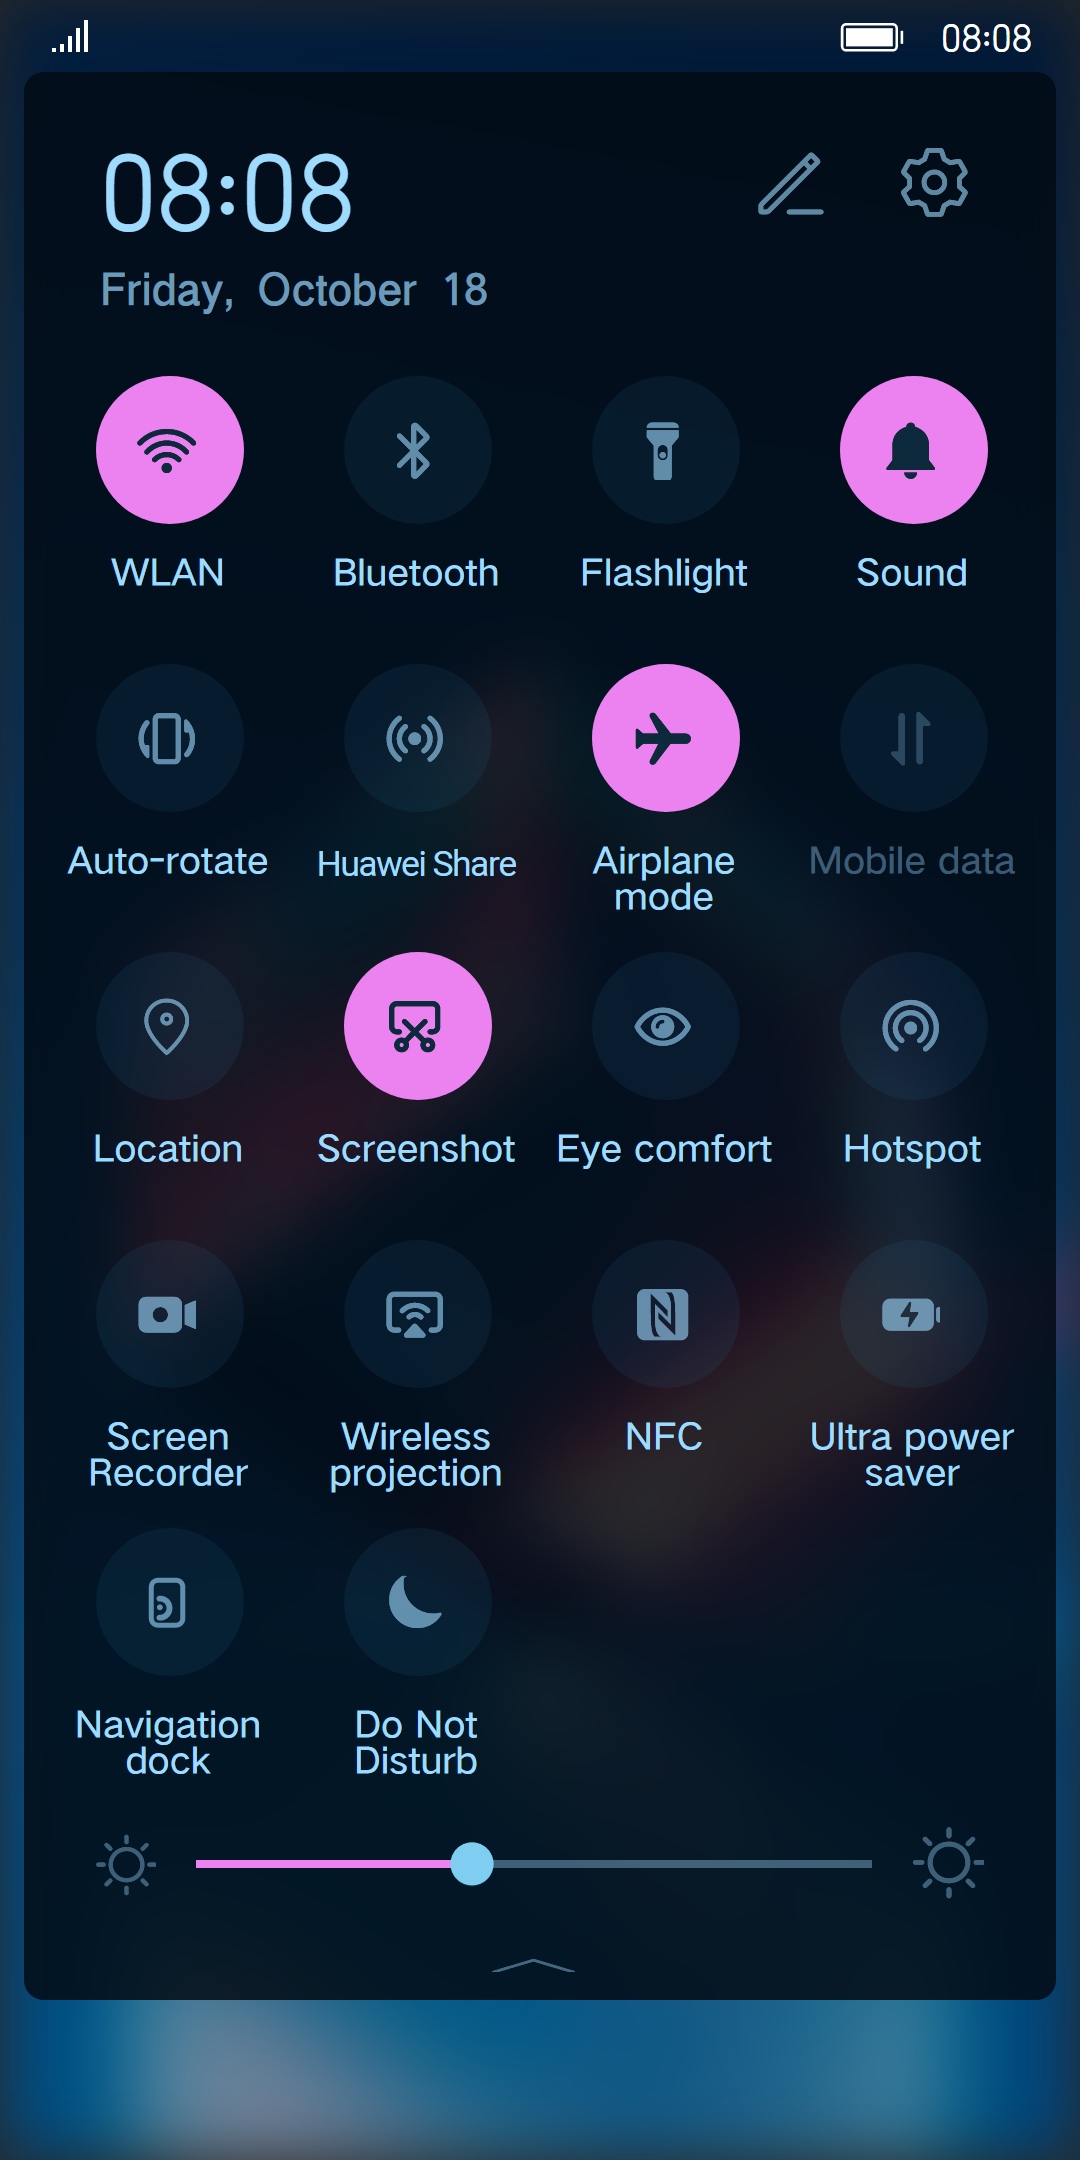 08:08
08:08
Friday, October 18
WLAN Bluetooth Flashlight Sound
Auto-rotate Huawei Share Airplane mode Mobile data
Location Screenshot Eye comfort Hotspot
Screen Recorder Wireless projection NFC Ultra power saver
Navigation dock Do Not Disturb